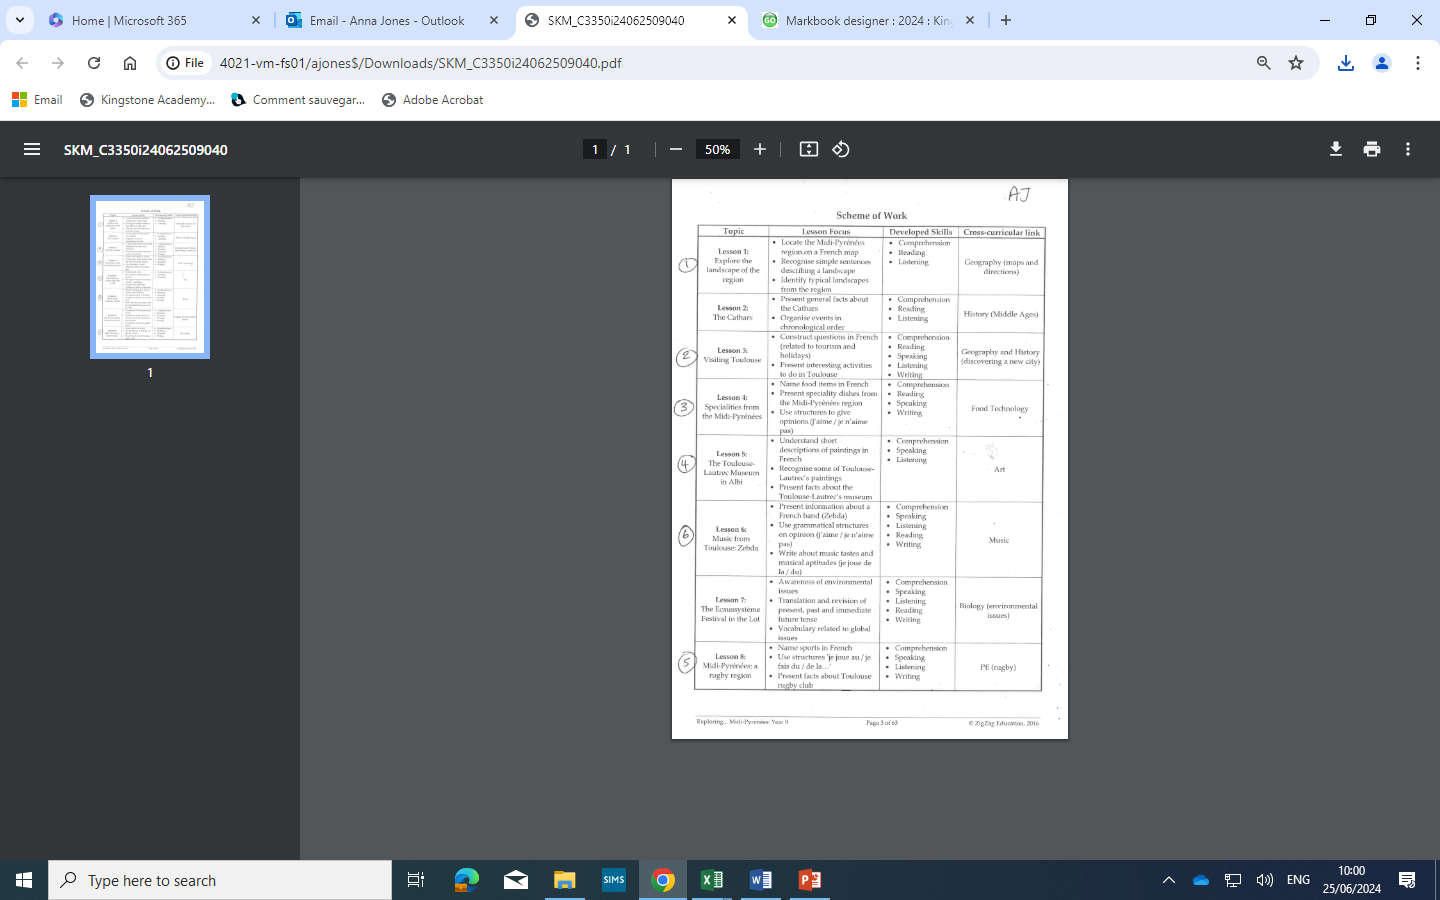 Home | Microsoft 365
Email - Anna Jones - Outlook
SKM_C3350i24062509040
Markbook designer : 2024 : Kin
File
4021-vm-fs01/ajones$/Downloads/SKM_C3350i24062509040.pdf
Email
Kingstone Academy...
Comment sauvegar...
Adobe Acrobat
SKM_C3350i24062509040
1 / 1
50%
1
AJ
Scheme of Work
Topic
Lesson Focus
Developed Skills
Cross-curricular link
1
Lesson 1:
Explore the
landscape of the
region
• Locate the Midi-Pyrénées
region on a French map
• Recognise simple sentences
describing a landscape
• Identify typical landscapes
from the region
• Comprehension
• Reading
• Listening
Geography (maps and
directions)
Lesson 2:
The Cathars
• Present general facts about
the Cathars
• Organise events in
chronological order
• Comprehension
• Reading
• Listening
History (Middle Ages)
2
Lesson 3:
Visiting Toulouse
• Construct questions in French
(related to tourism and
holidays)
• Present interesting activities
to do in Toulouse
• Comprehension
• Reading
• Speaking
• Listening
• Writing
Geography and History
(discovering a new city)
3
Lesson 4:
Specialities from
the Midi-Pyrénées
• Name food items in French
• Present speciality dishes from
the Midi-Pyrénées region
• Use structures to give
opinions (j'aime / je n'aime
pas)
• Comprehension
• Reading
• Speaking
• Writing
Food Technology
4
Lesson 5:
The Toulouse-
Lautrec Museum
in Albi
• Understand short
descriptions of paintings in
French
• Recognise some of Toulouse-
Lautrec's paintings
• Present facts about the
Toulouse-Lautrec's museum
• Comprehension
• Speaking
• Listening
Art
6
Lesson 6:
Music from
Toulouse: Zebda
• Present information about a
French band (Zebda)
• Use grammatical structures
on opinion (j'aime / je n'aime
pas)
• Write about music tastes and
musical aptitudes (je joue de
la / du)
• Comprehension
• Speaking
• Listening
• Reading
• Writing
Music
Lesson 7:
The Ecaussystème
Festival in the Lot
• Awareness of environmental
issues
• Translation and revision of
present, past and immediate
future tense
• Vocabulary related to global
issues
• Comprehension
• Speaking
• Listening
• Reading
• Writing
Biology (environmental
issues)
5
Lesson 8:
Midi-Pyrénées: a
rugby region
• Name sports in French
• Use structures 'je joue au / je
fais du / de la…'
• Present facts about Toulouse
rugby club
• Comprehension
• Speaking
• Listening
• Writing
PE (rugby)
Exploring... Midi-Pyrénées: Year 9
Page 3 of 63
© ZigZag Education, 2016
Type here to search
SIMS
ENG
10:00
25/06/2024